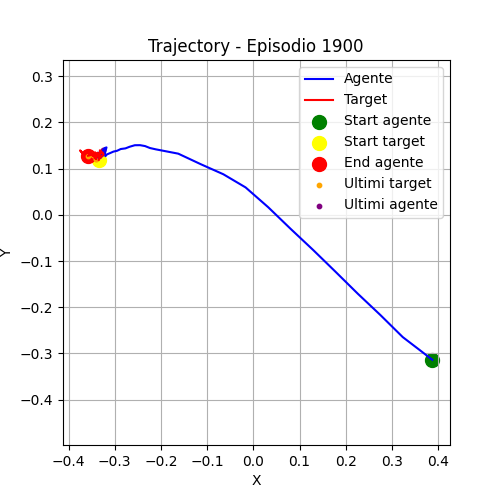 Trajectory - Episodio 1900
Agente
Target
Start agente
Start target
End agente
Ultimi target
Ultimi agente
Y
0.3
0.2
0.1
0.0
−0.1
−0.2
−0.3
−0.4
−0.4
−0.3
−0.2
−0.1
0.0
0.1
0.2
0.3
0.4
X